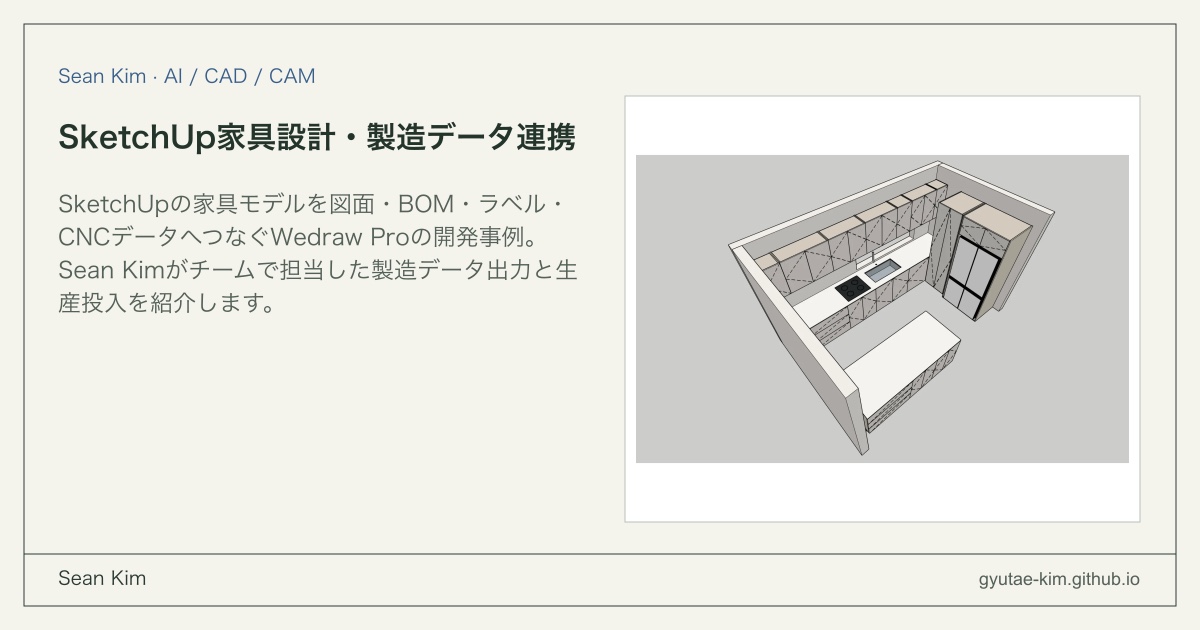 Sean Kim · AI / CAD / CAM
SketchUp家具設計・製造データ連携
SketchUpの家具モデルを図面・BOM・ラベル・
CNCデータへつなぐWedraw Proの開発事例。
Sean Kimがチームで担当した製造データ出力と生
産投入を紹介します。
Sean Kim
gyutae-kim.github.io